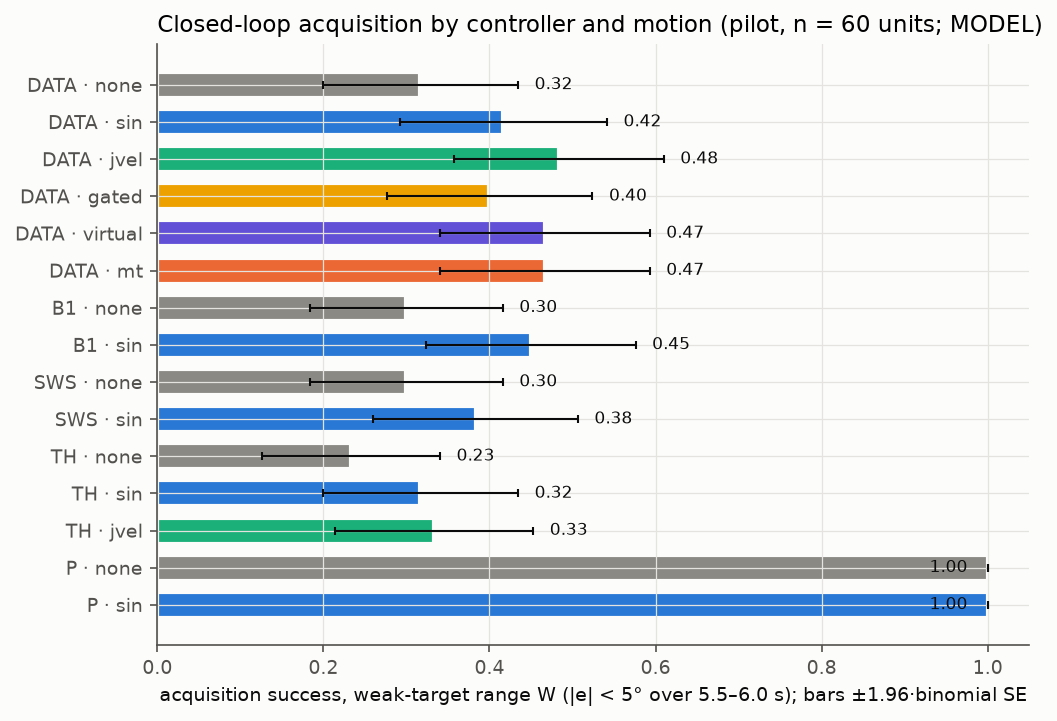 Closed-loop acquisition by controller and motion (pilot, n = 60 units; MODEL)
DATA · none
0.32
DATA · sin
0.42
DATA · jvel
0.48
DATA · gated
0.40
DATA · virtual
0.47
DATA · mt
0.47
B1 · none
0.30
B1 · sin
0.45
SWS · none
0.30
SWS · sin
0.38
TH · none
0.23
TH · sin
0.32
TH · jvel
0.33
P · none
1.00
P · sin
1.00
0.0 0.2 0.4 0.6 0.8 1.0
acquisition success, weak-target range W (|e| < 5° over 5.5–6.0 s); bars ±1.96·binomial SE